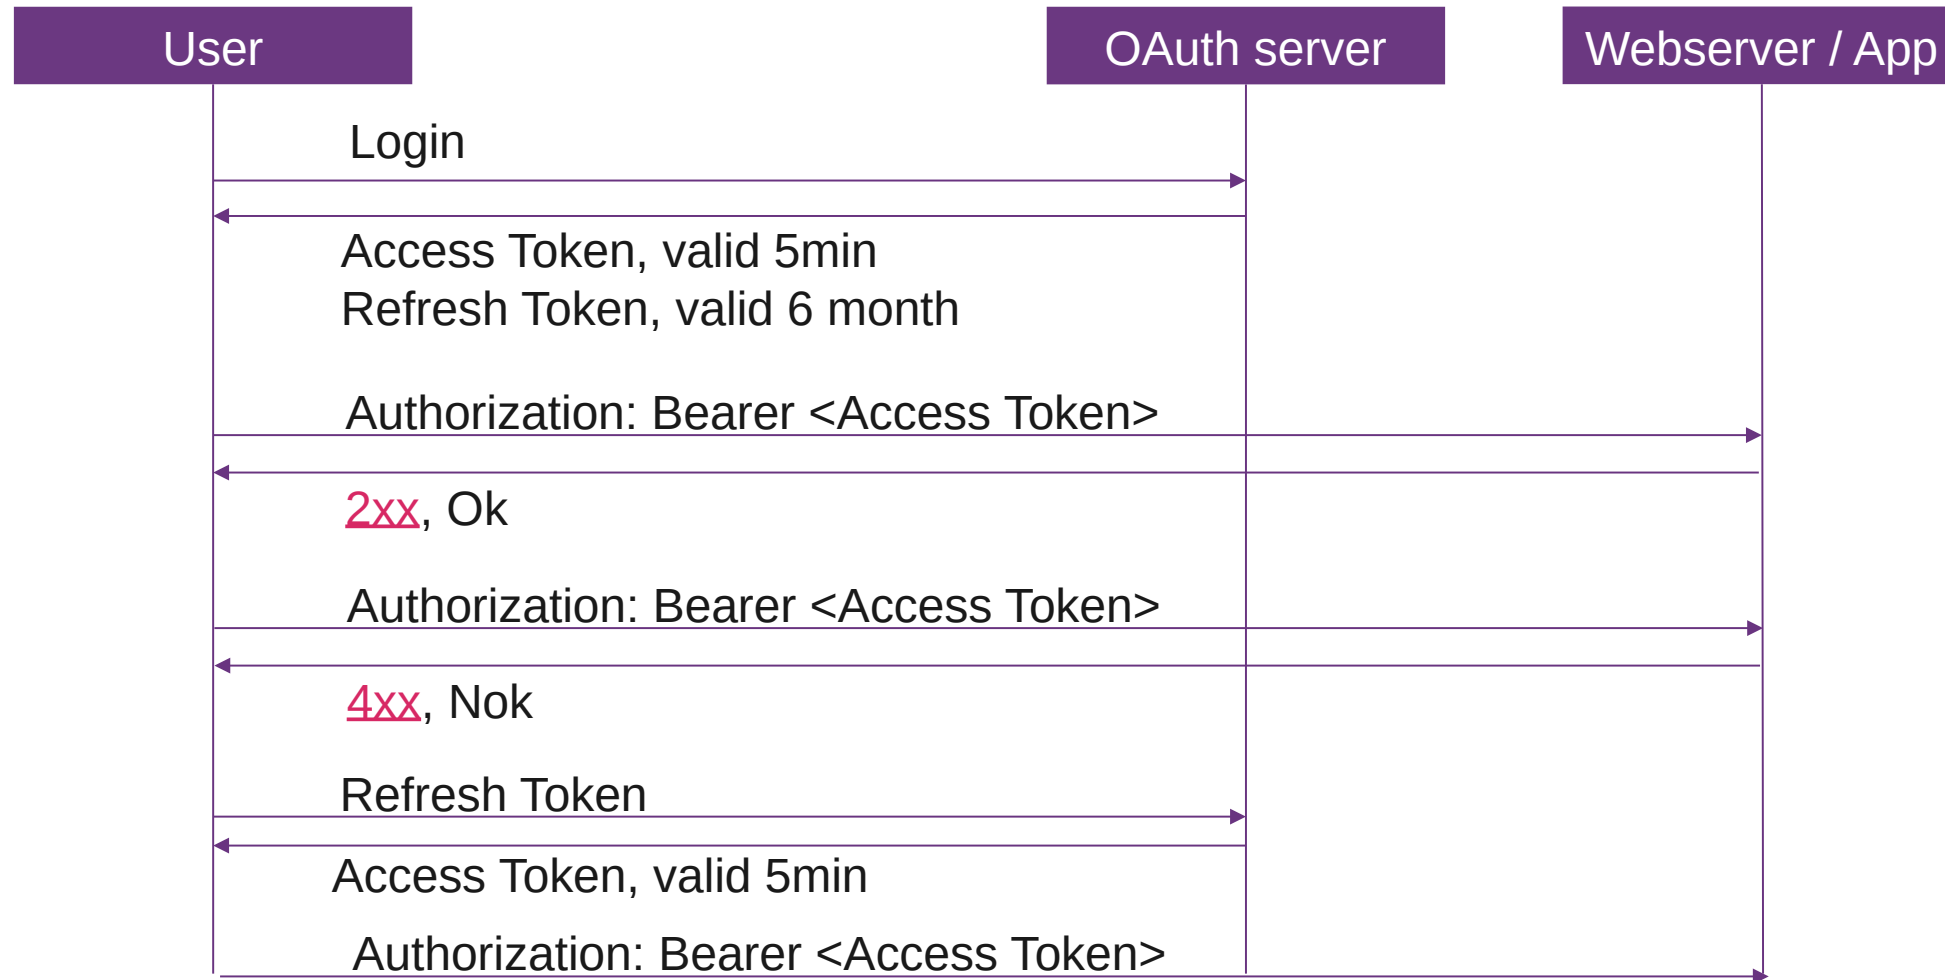 User
OAuth server
Webserver / App
Login
Access Token, valid 5min
Refresh Token, valid 6 month
Authorization: Bearer <Access Token>
2xx, Ok
Authorization: Bearer <Access Token>
4xx, Nok
Refresh Token
Access Token, valid 5min
Authorization: Bearer <Access Token>